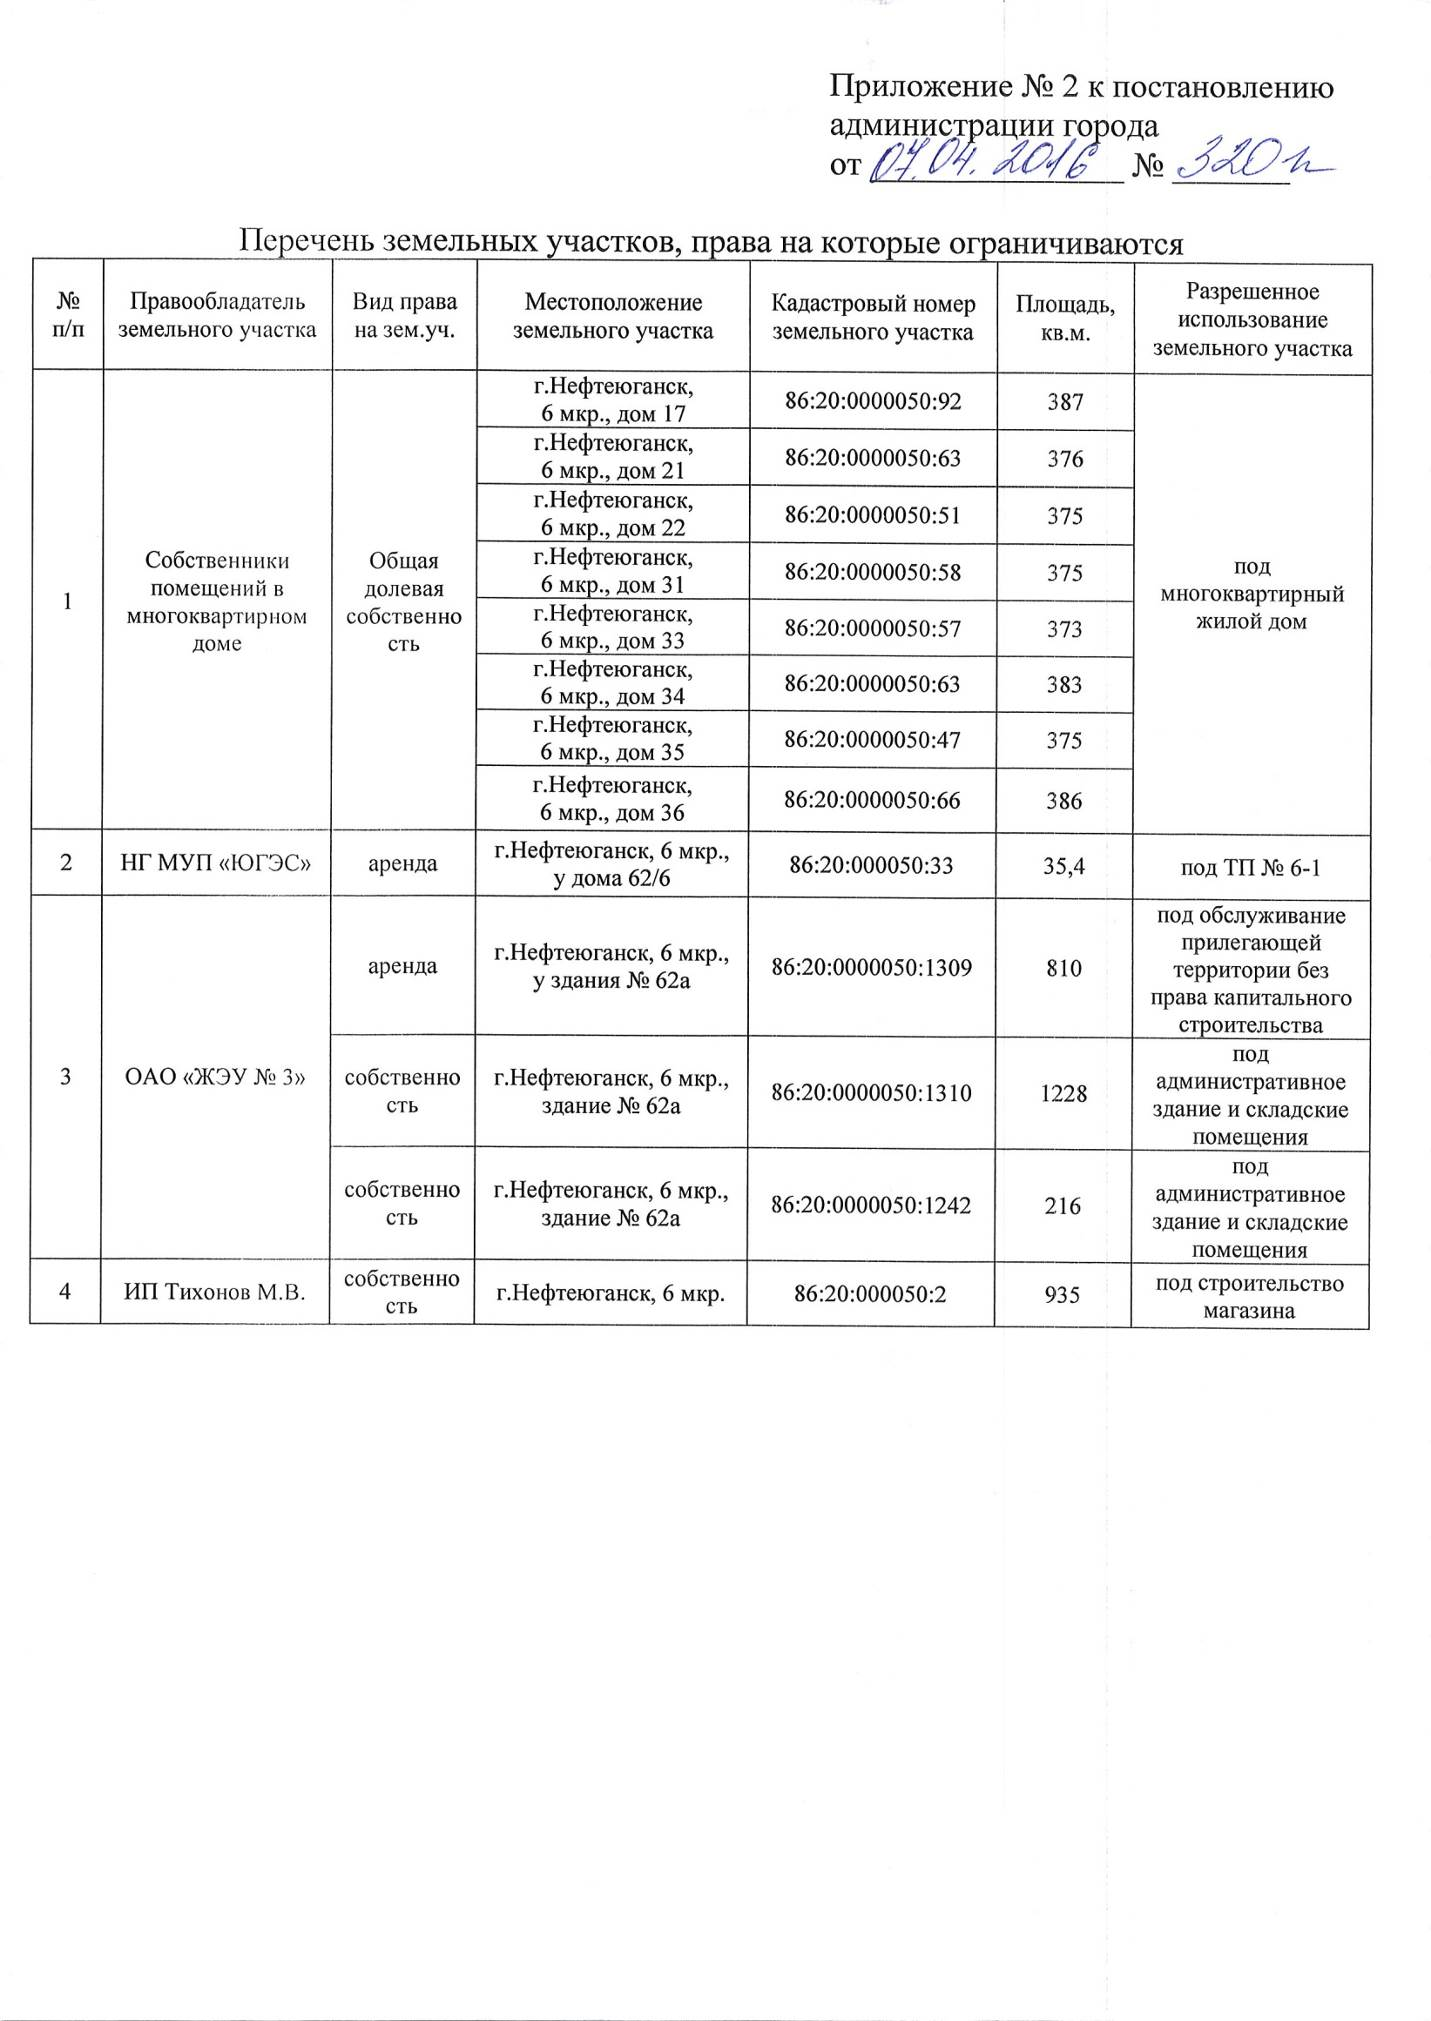 Приложение № 2 к постановлению
администрации города
от 07.04.2016 № 320п
Перечень земельных участков, права на которые ограничиваются
№
п/п
Правообладатель
земельного участка
Вид права
на зем.уч.
Местоположение
земельного участка
Кадастровый номер
земельного участка
Площадь,
кв.м.
Разрешенное
использование
земельного участка
1
Собственники
помещений в
многоквартирном
доме
Общая
долевая
собственно
сть
г.Нефтеюганск,
6 мкр., дом 17
86:20:0000050:92
387
г.Нефтеюганск,
6 мкр., дом 21
86:20:0000050:63
376
г.Нефтеюганск,
6 мкр., дом 22
86:20:0000050:51
375
г.Нефтеюганск,
6 мкр., дом 31
86:20:0000050:58
375
г.Нефтеюганск,
6 мкр., дом 33
86:20:0000050:57
373
г.Нефтеюганск,
6 мкр., дом 34
86:20:0000050:63
383
г.Нефтеюганск,
6 мкр., дом 35
86:20:0000050:47
375
г.Нефтеюганск,
6 мкр., дом 36
86:20:0000050:66
386
под
многоквартирный
жилой дом
2
НГ МУП «ЮГЭС»
аренда
г.Нефтеюганск, 6 мкр.,
у дома 62/6
86:20:000050:33
35,4
под ТП № 6-1
3
ОАО «ЖЭУ № 3»
аренда
г.Нефтеюганск, 6 мкр.,
у здания № 62а
86:20:0000050:1309
810
под обслуживание
прилегающей
территории без
права капитального
строительства
собственно
сть
г.Нефтеюганск, 6 мкр.,
здание № 62а
86:20:0000050:1310
1228
под
административное
здание и складские
помещения
собственно
сть
г.Нефтеюганск, 6 мкр.,
здание № 62а
86:20:0000050:1242
216
под
административное
здание и складские
помещения
4
ИП Тихонов М.В.
собственно
сть
г.Нефтеюганск, 6 мкр.
86:20:000050:2
935
под строительство
магазина